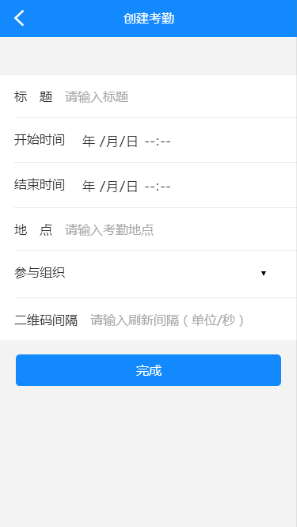 创建考勤
标 题 请输入标题
开始时间 年 /月/日 --:--
结束时间 年 /月/日 --:--
地 点 请输入考勤地点
参与组织
二维码间隔 请输入刷新间隔（单位/秒）
完成